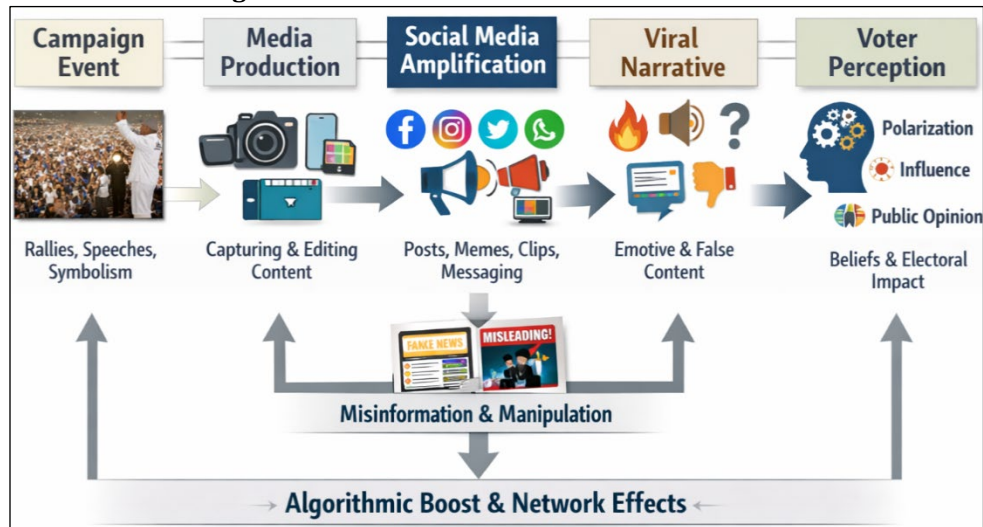 Campaign
Event
Media
Production
Social Media
Amplification
Viral
Narrative
Voter
Perception
Polarization
Influence
Public Opinion
Rallies, Speeches,
Symbolism
Capturing & Editing
Content
Posts, Memes, Clips,
Messaging
Emotive & False
Content
Beliefs & Electoral
Impact
FANCE NEWS
MISLEADING!
Misinformation & Manipulation
Algorithmic Boost & Network Effects